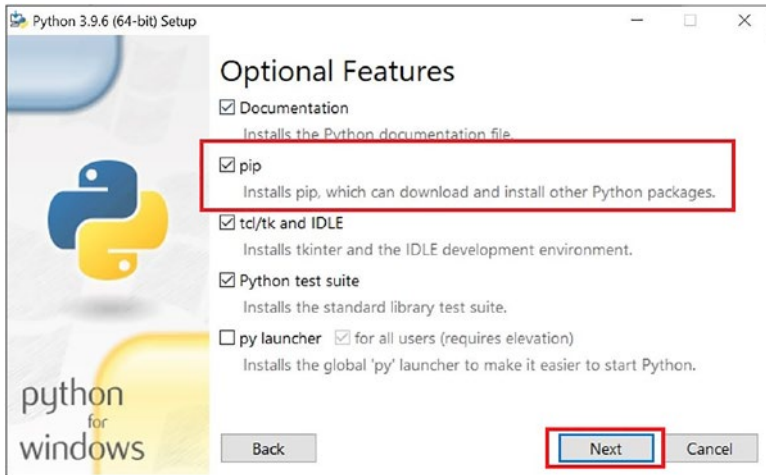 Python 3.9.6 (64-bit) Setup
Optional Features
Documentation
Installs the Python documentation file.
pip
Installs pip, which can download and install other Python packages.
tcl/tk and IDLE
Installs tkinter and the IDLE development environment.
Python test suite
Installs the standard library test suite.
py launcher for all users (requires elevation)
Installs the global 'py' launcher to make it easier to start Python.
python
for
windows
Back Next Cancel